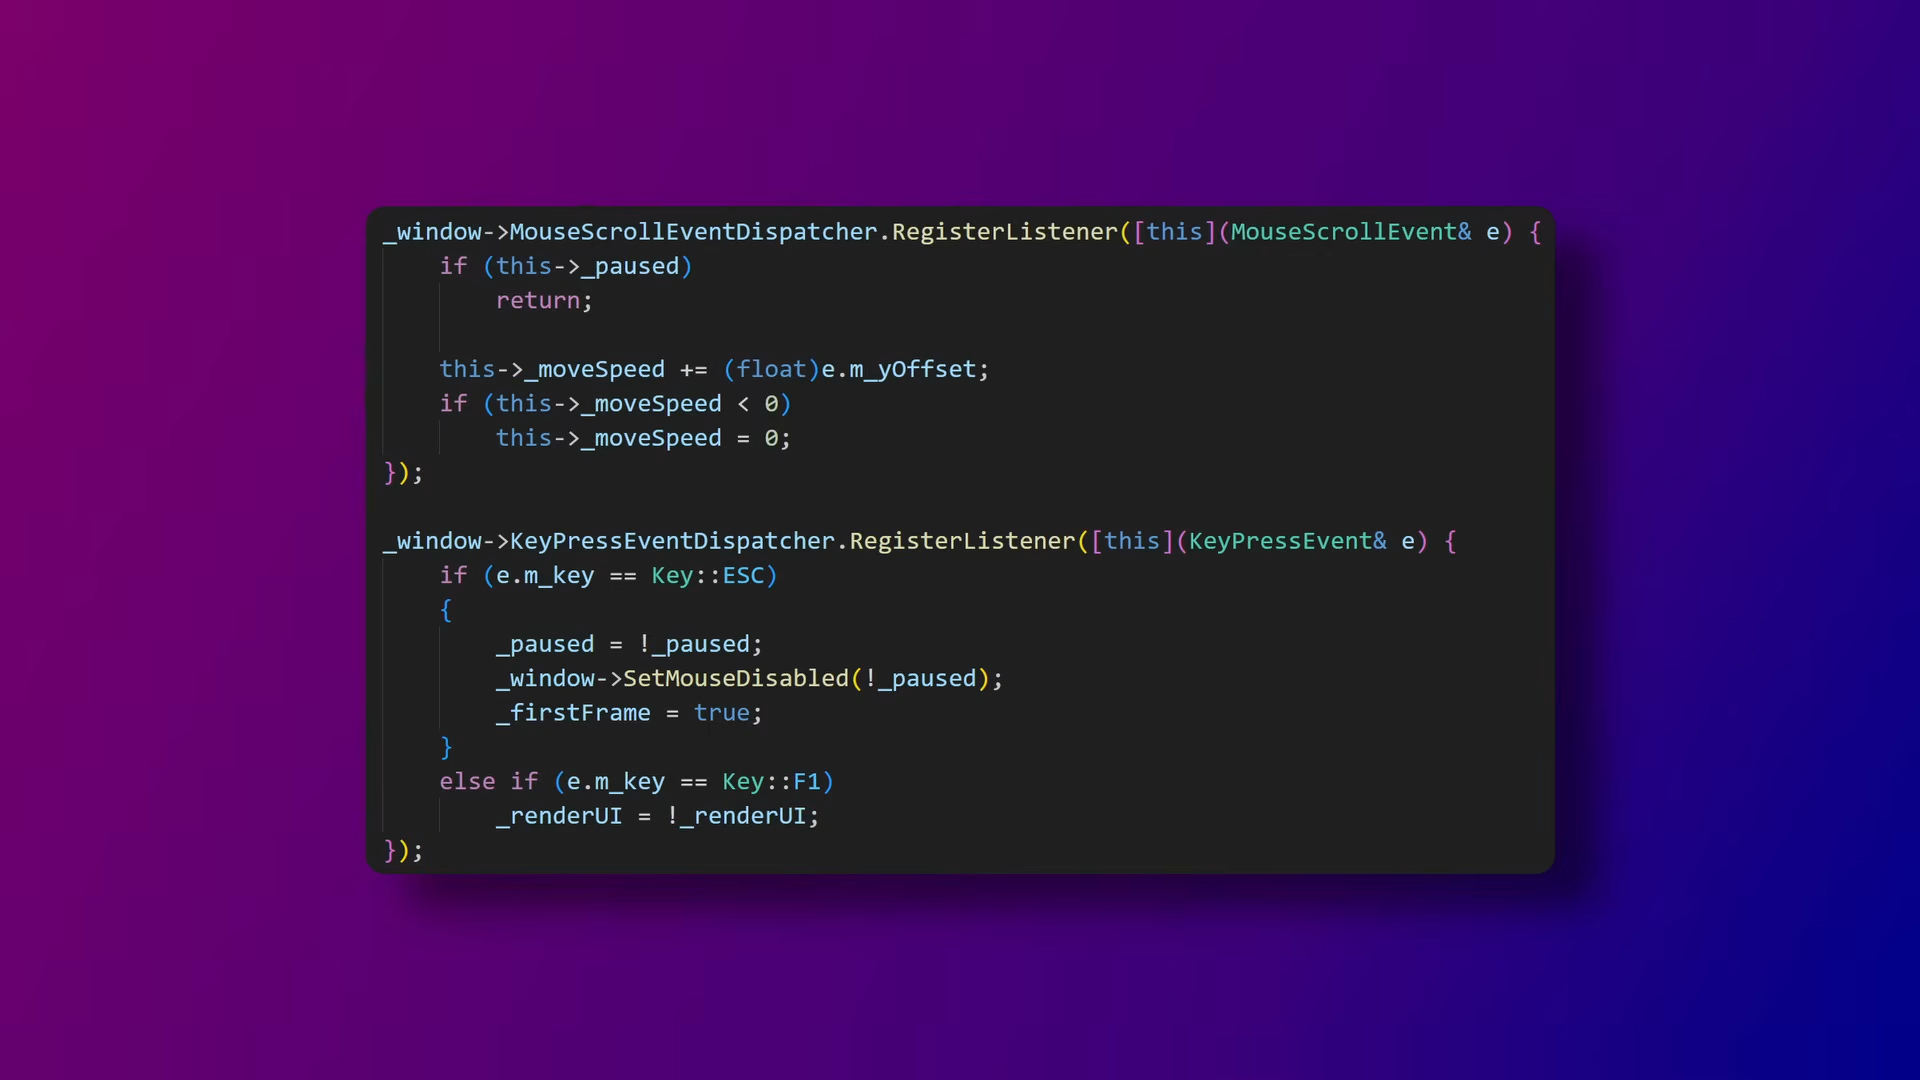 _window->MouseScrollEventDispatcher.RegisterListener([this](MouseScrollEvent& e) {
    if (this->_paused)
        return;

    this->_moveSpeed += (float)e.m_yOffset;
    if (this->_moveSpeed < 0)
        this->_moveSpeed = 0;
});

_window->KeyPressEventDispatcher.RegisterListener([this](KeyPressEvent& e) {
    if (e.m_key == Key::ESC)
    {
        _paused = !_paused;
        _window->SetMouseDisabled(!_paused);
        _firstFrame = true;
    }
    else if (e.m_key == Key::F1)
        _renderUI = !_renderUI;
});